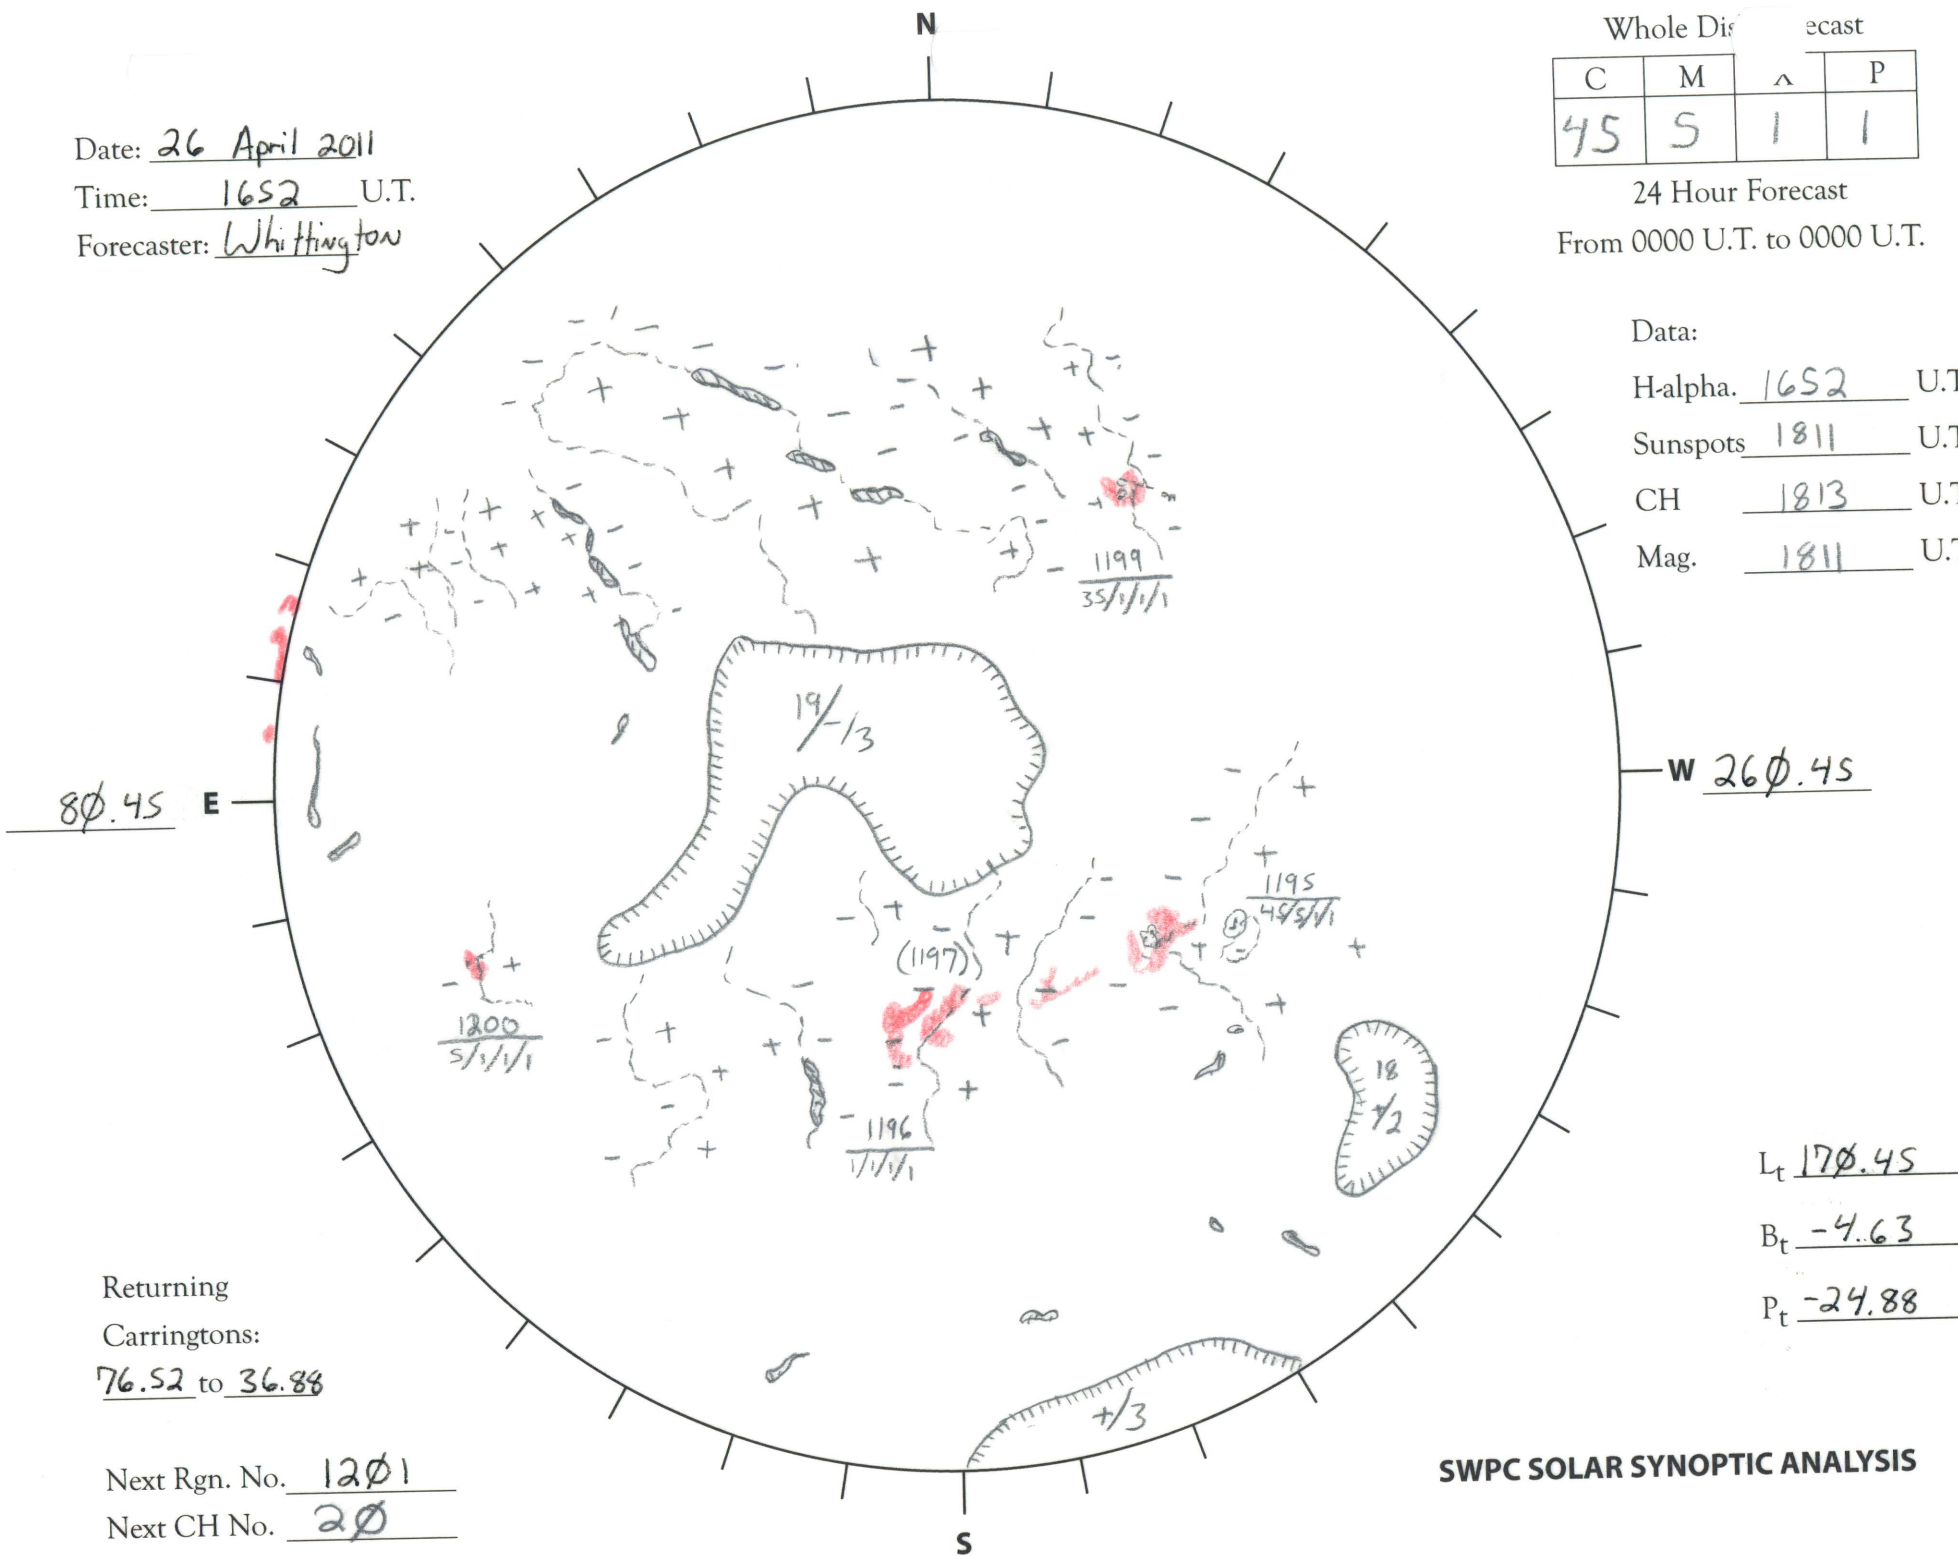 N
Whole Dis ecast
C M ^ P
45 5 1 1
24 Hour Forecast
From 0000 U.T. to 0000 U.T.
Date: 26 April 2011
Time: 1652 U.T.
Forecaster: Whittington
Data:
H-alpha. 1652 U.T
Sunspots 1811 U.T
CH 1813 U.T
Mag. 1811 U.T
1199
35/1/1/1
19/-/3
80.45 E
W 260.45
1195
45/5/1/1
(1197)
1200
5/1/1/1
18
+/2
1196
1/1/1/1
Lt 170.45
Bt -4.63
Pt -24.88
Returning
Carringtons:
76.52 to 36.88
+/3
SWPC SOLAR SYNOPTIC ANALYSIS
Next Rgn. No. 1201
Next CH No. 20
S